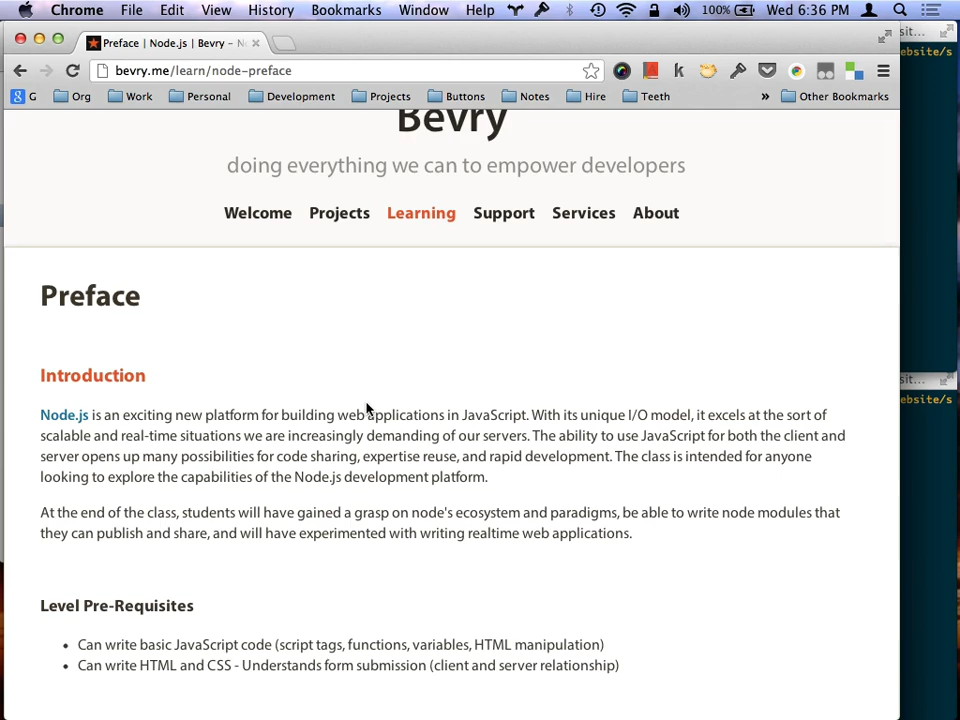 Chrome File Edit View History Bookmarks Window Help 100% Wed 6:36 PM
Preface | Node.js | Bevry – No
sit...
bevry.me/learn/node-preface
ebsite/s
G Org Work Personal Development Projects Buttons Notes Hire Teeth » Other Bookmarks
Bevry
doing everything we can to empower developers
Welcome Projects Learning Support Services About
Preface
Introduction
sit...
ebsite/s
Node.js is an exciting new platform for building web applications in JavaScript. With its unique I/O model, it excels at the sort of
scalable and real-time situations we are increasingly demanding of our servers. The ability to use JavaScript for both the client and
server opens up many possibilities for code sharing, expertise reuse, and rapid development. The class is intended for anyone
looking to explore the capabilities of the Node.js development platform.
At the end of the class, students will have gained a grasp on node's ecosystem and paradigms, be able to write node modules that
they can publish and share, and will have experimented with writing realtime web applications.
Level Pre-Requisites
• Can write basic JavaScript code (script tags, functions, variables, HTML manipulation)
• Can write HTML and CSS - Understands form submission (client and server relationship)